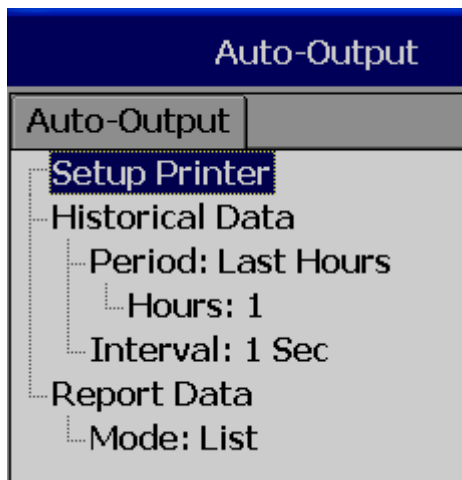 Auto-Output
Auto-Output
Setup Printer
Historical Data
Period: Last Hours
Hours: 1
Interval: 1 Sec
Report Data
Mode: List